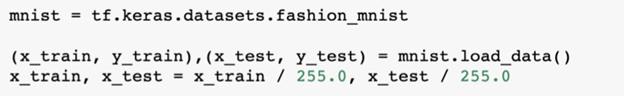 mnist = tf.keras.datasets.fashion_mnist
(x_train, y_train),(x_test, y_test) = mnist.load_data()
x_train, x_test = x_train / 255.0, x_test / 255.0